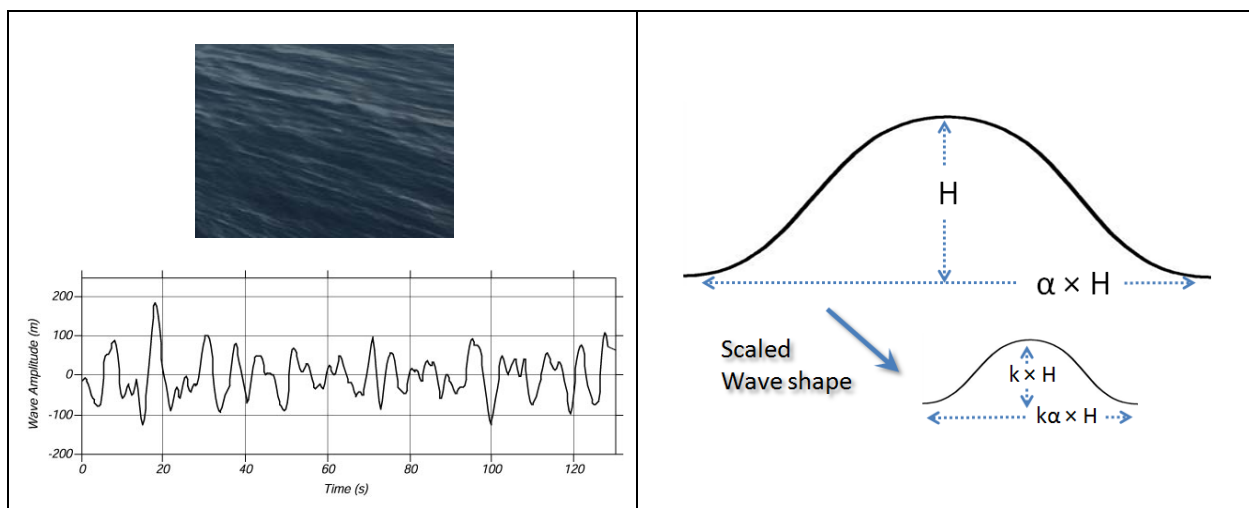 200
100
0
-100
-200
Wave Amplitude (m)
0
20
40
60
80
100
120
Time (s)
H
α × H
Scaled
Wave shape
k × H
kα × H